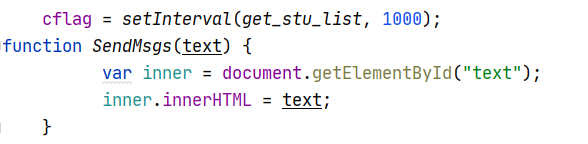 cflag = setInterval(get_stu_list, 1000);
function SendMsgs(text) {
var inner = document.getElementById("text");
inner.innerHTML = text;
}